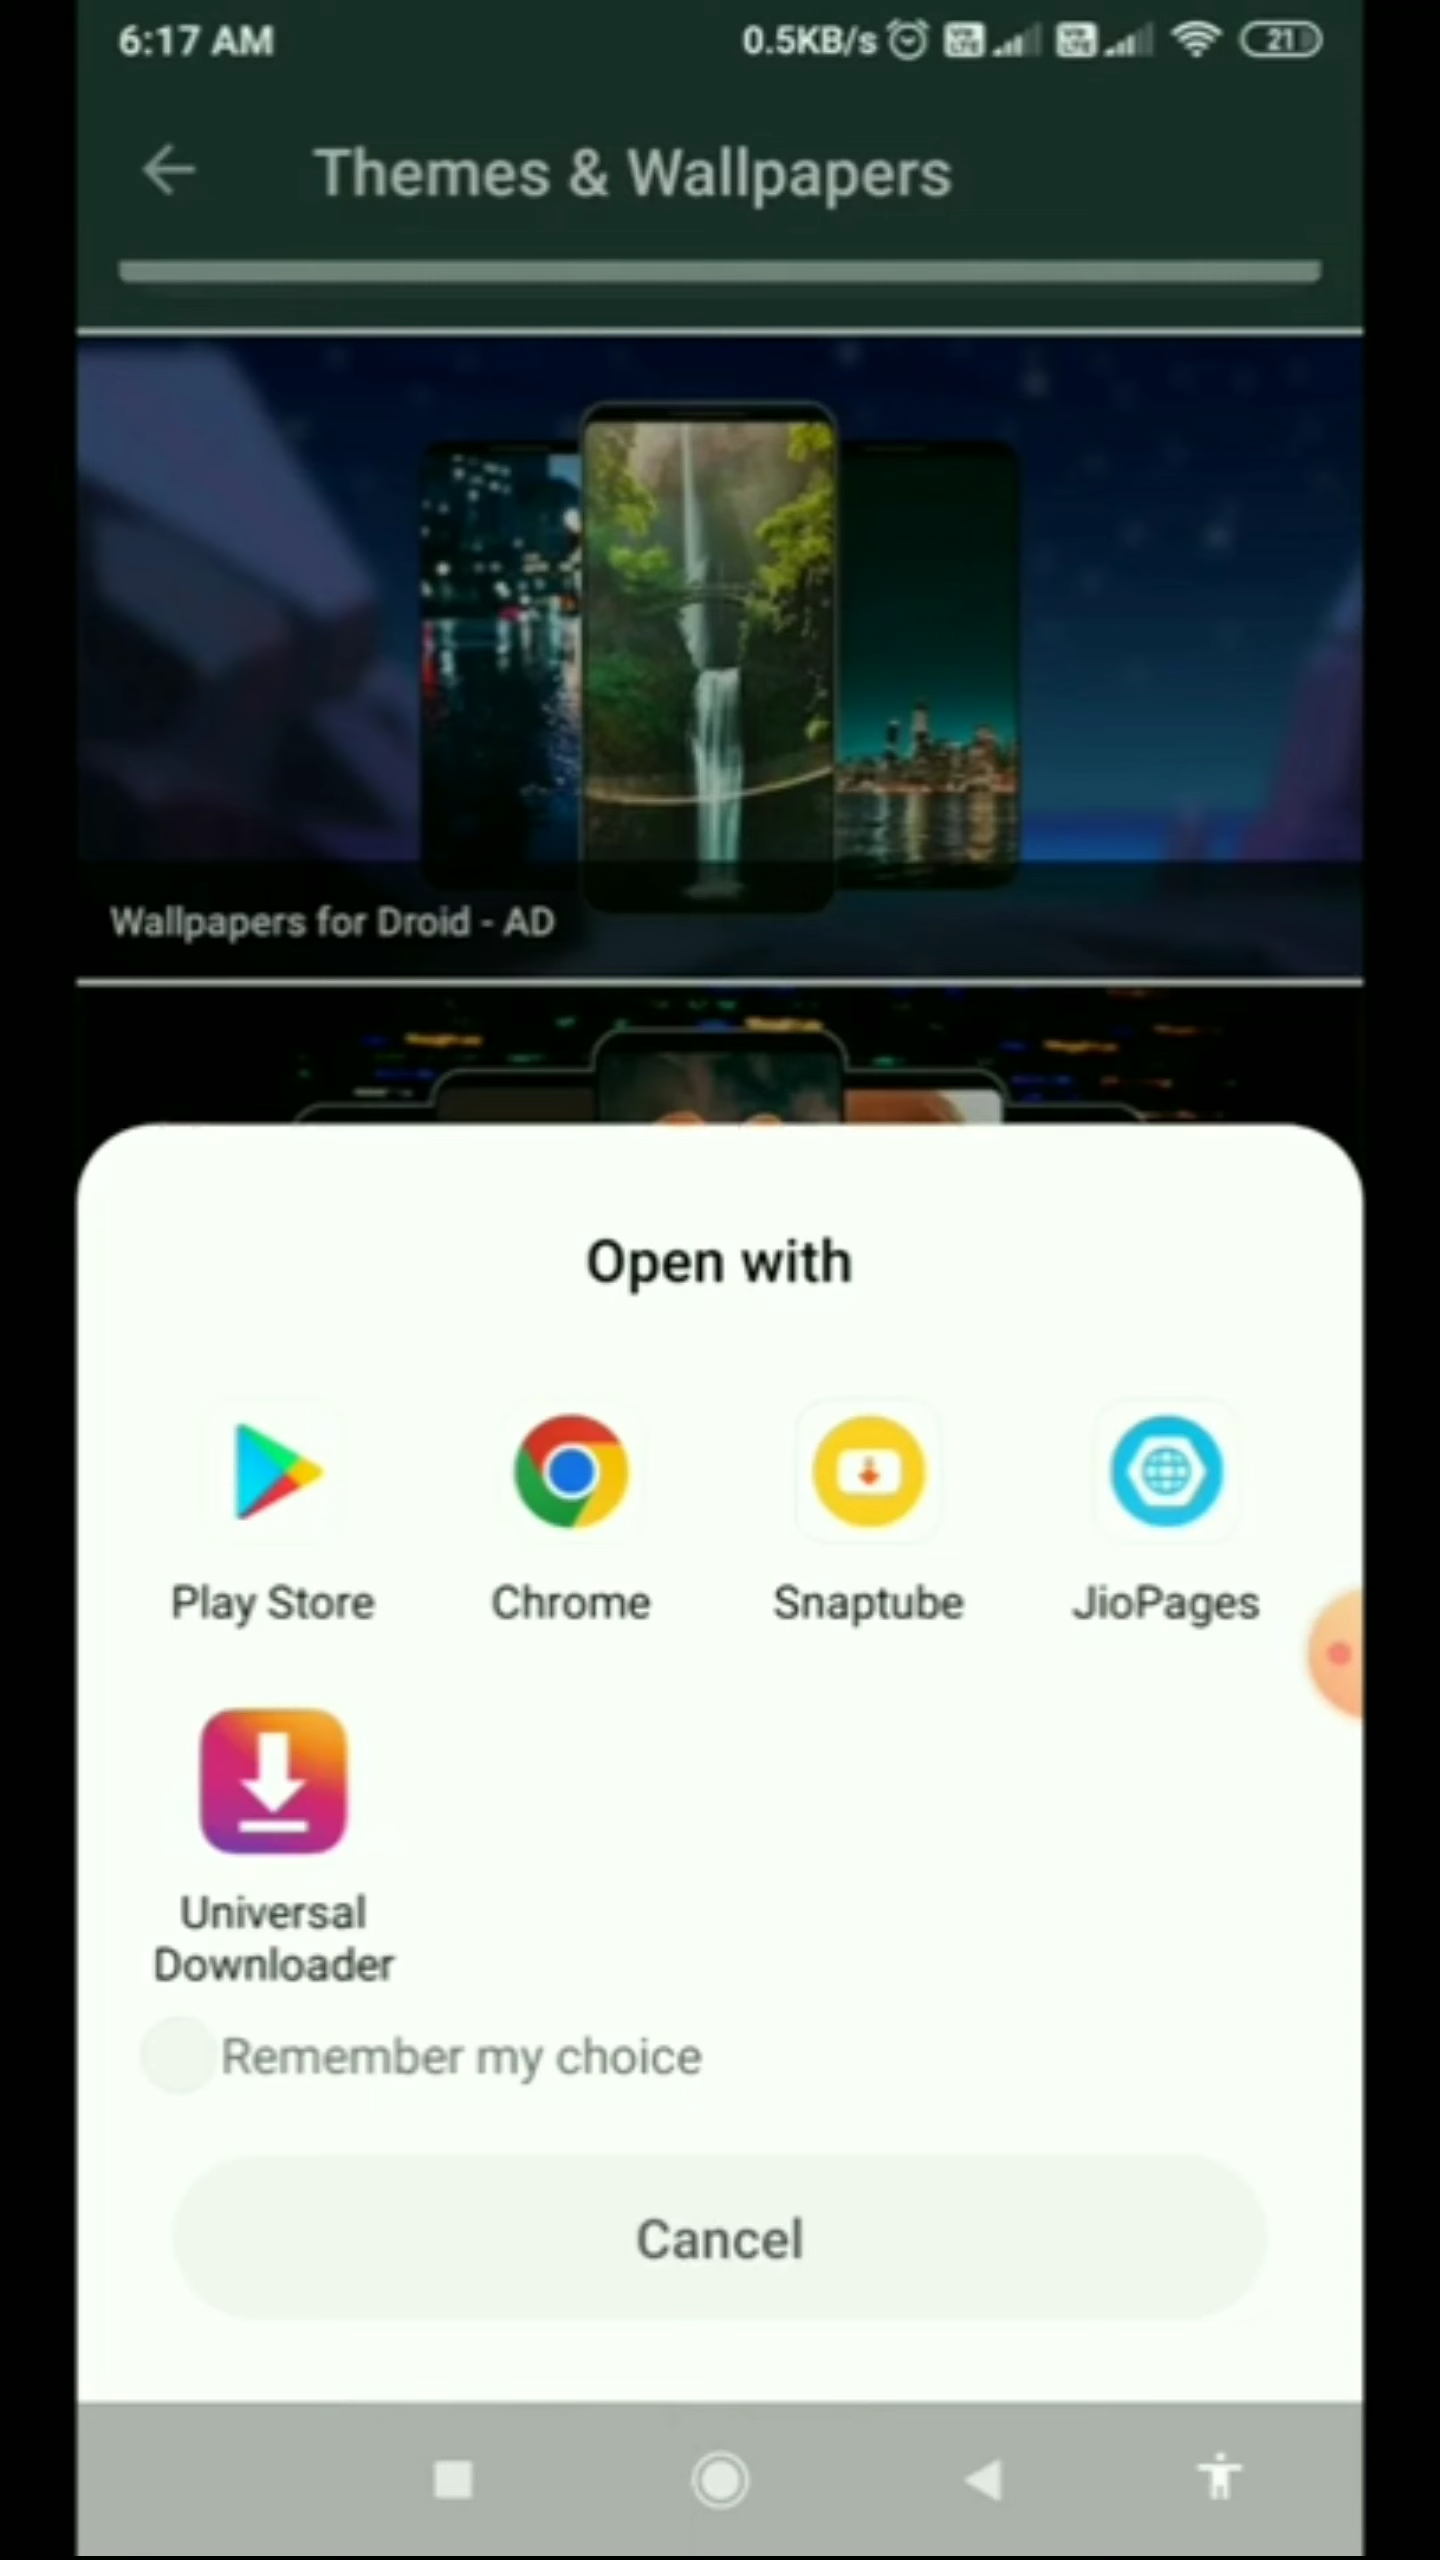 6:17 AM 0.5KB/s 21
Themes & Wallpapers
Wallpapers for Droid - AD
Open with
Play Store Chrome Snaptube JioPages
Universal
Downloader
Remember my choice
Cancel